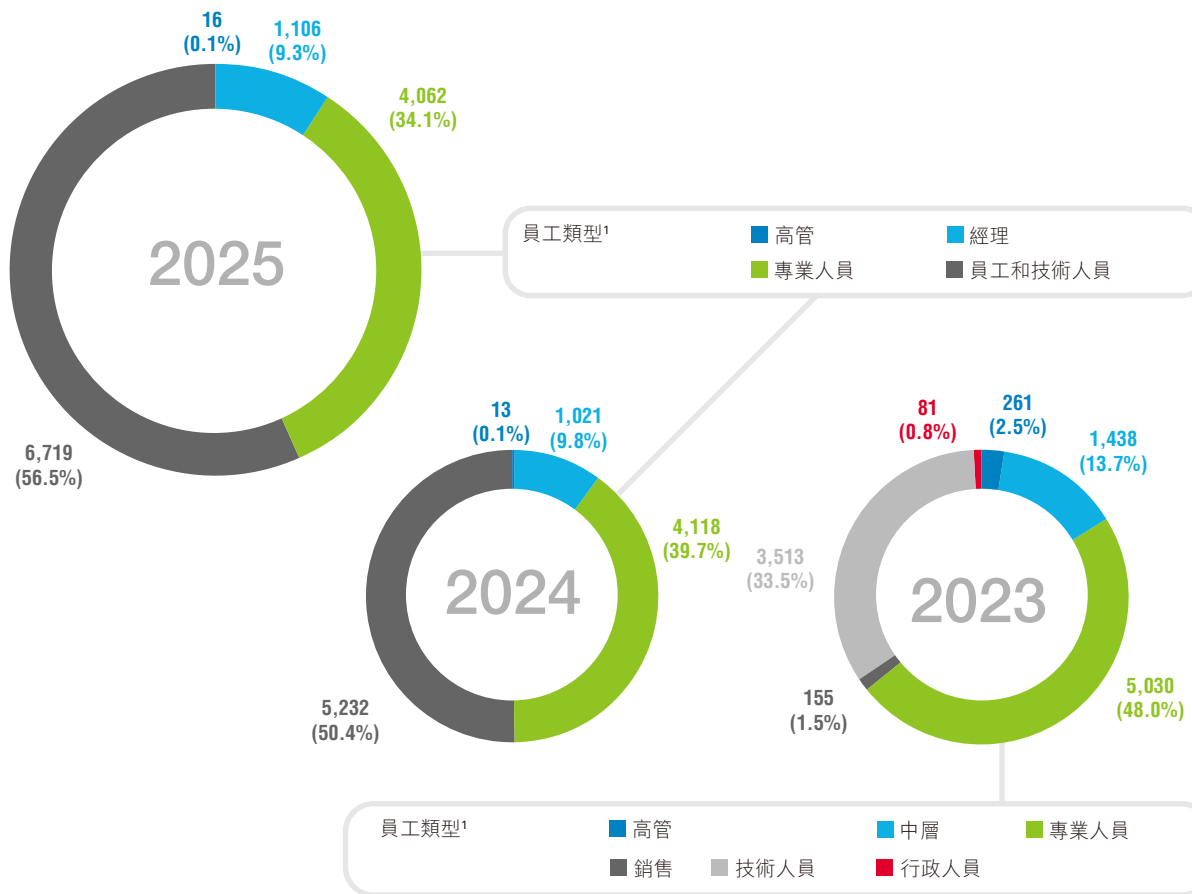 16
(0.1%)
1,106
(9.3%)
4,062
(34.1%)
2025
6,719
(56.5%)
員工類型¹
高管
經理
專業人員
員工和技術人員
13
(0.1%)
1,021
(9.8%)
4,118
(39.7%)
2024
5,232
(50.4%)
81
(0.8%)
261
(2.5%)
1,438
(13.7%)
3,513
(33.5%)
2023
155
(1.5%)
5,030
(48.0%)
員工類型¹
高管
中層
專業人員
銷售
技術人員
行政人員